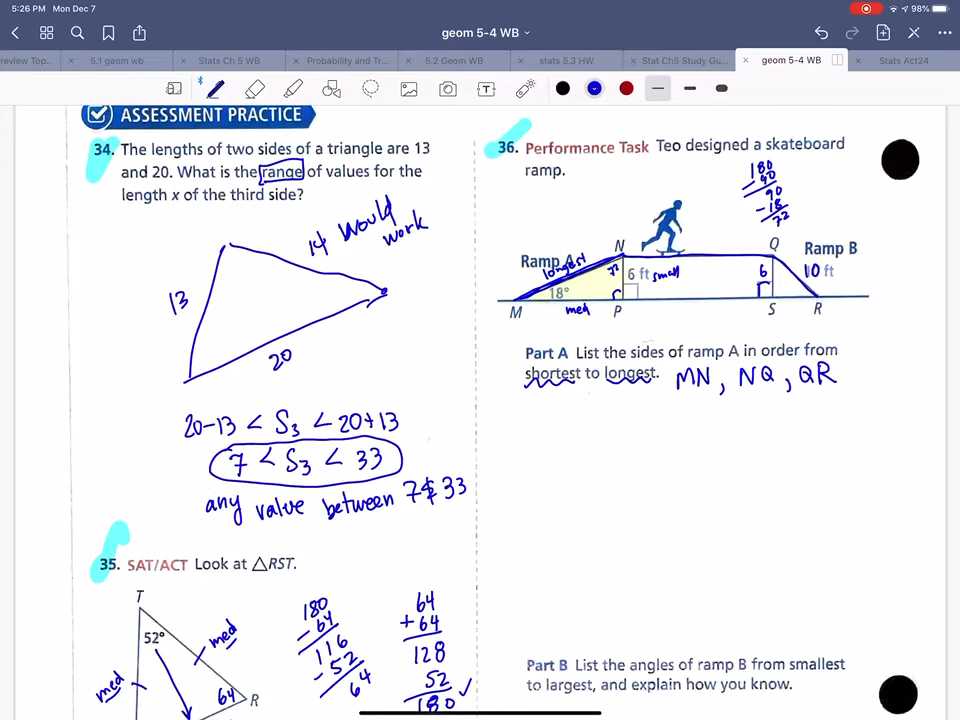 5:26 PM Mon Dec 7
98%
geom 5-4 WB
review Top...
5.1 geom wb
Stats Ch 5 WB
Probability and Tr...
5.2 Geom WB
stats 5.3 HW
Stat Ch5 Study Gu...
geom 5-4 WB
Stats Act24
ASSESSMENT PRACTICE
34. The lengths of two sides of a triangle are 13
and 20. What is the range of values for the
length x of the third side?
14 would
work
13
20
20-13 < S3 < 20+13
7 < S3 < 33
any value between 7 & 33
35. SAT/ACT Look at △RST.
T
52°
med
med
64
R
180
-64
116
-52
64
64
+64
128
52
180 ✓
36. Performance Task Teo designed a skateboard
ramp.
180
-90
90
-18
72
Ramp A
longest
N
72
6 ft
small
18°
med
M
P
Q
Ramp B
6
10 ft
S
R
Part A List the sides of ramp A in order from
shortest to longest. MN, NQ, QR
Part B List the angles of ramp B from smallest
to largest, and explain how you know.